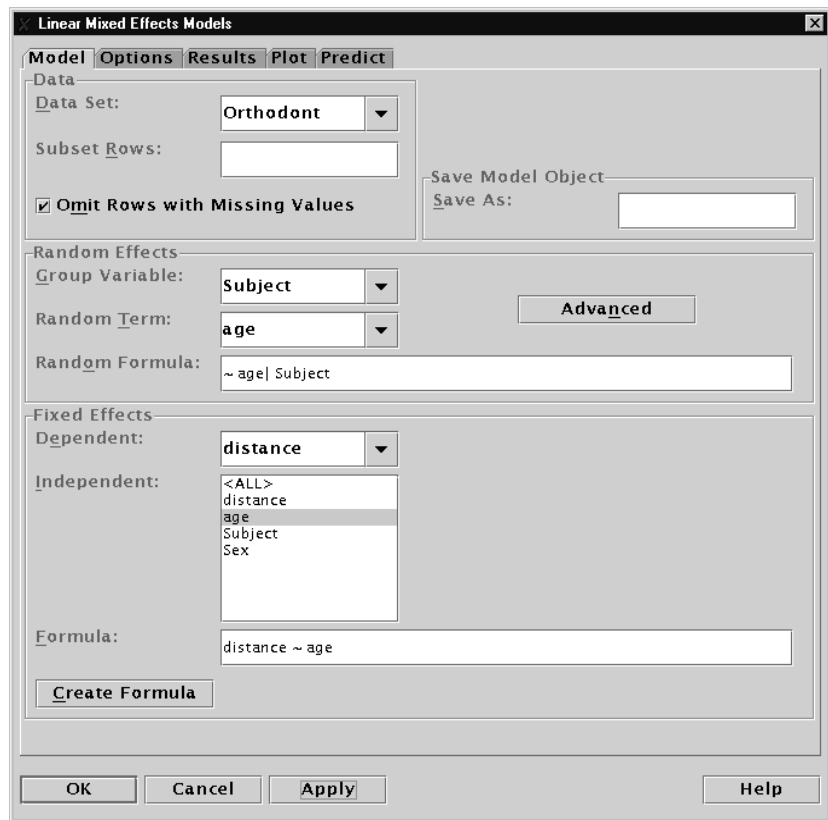 Linear Mixed Effects Models
Model Options Results Plot Predict
Data
Data Set:
Orthodont
Subset Rows:
Omit Rows with Missing Values
Save Model Object
Save As:
Random Effects
Group Variable:
Subject
Advanced
Random Term:
age
Random Formula:
~ age| Subject
Fixed Effects
Dependent:
distance
Independent:
<ALL>
distance
age
Subject
Sex
Formula:
distance ~ age
Create Formula
OK Cancel Apply Help